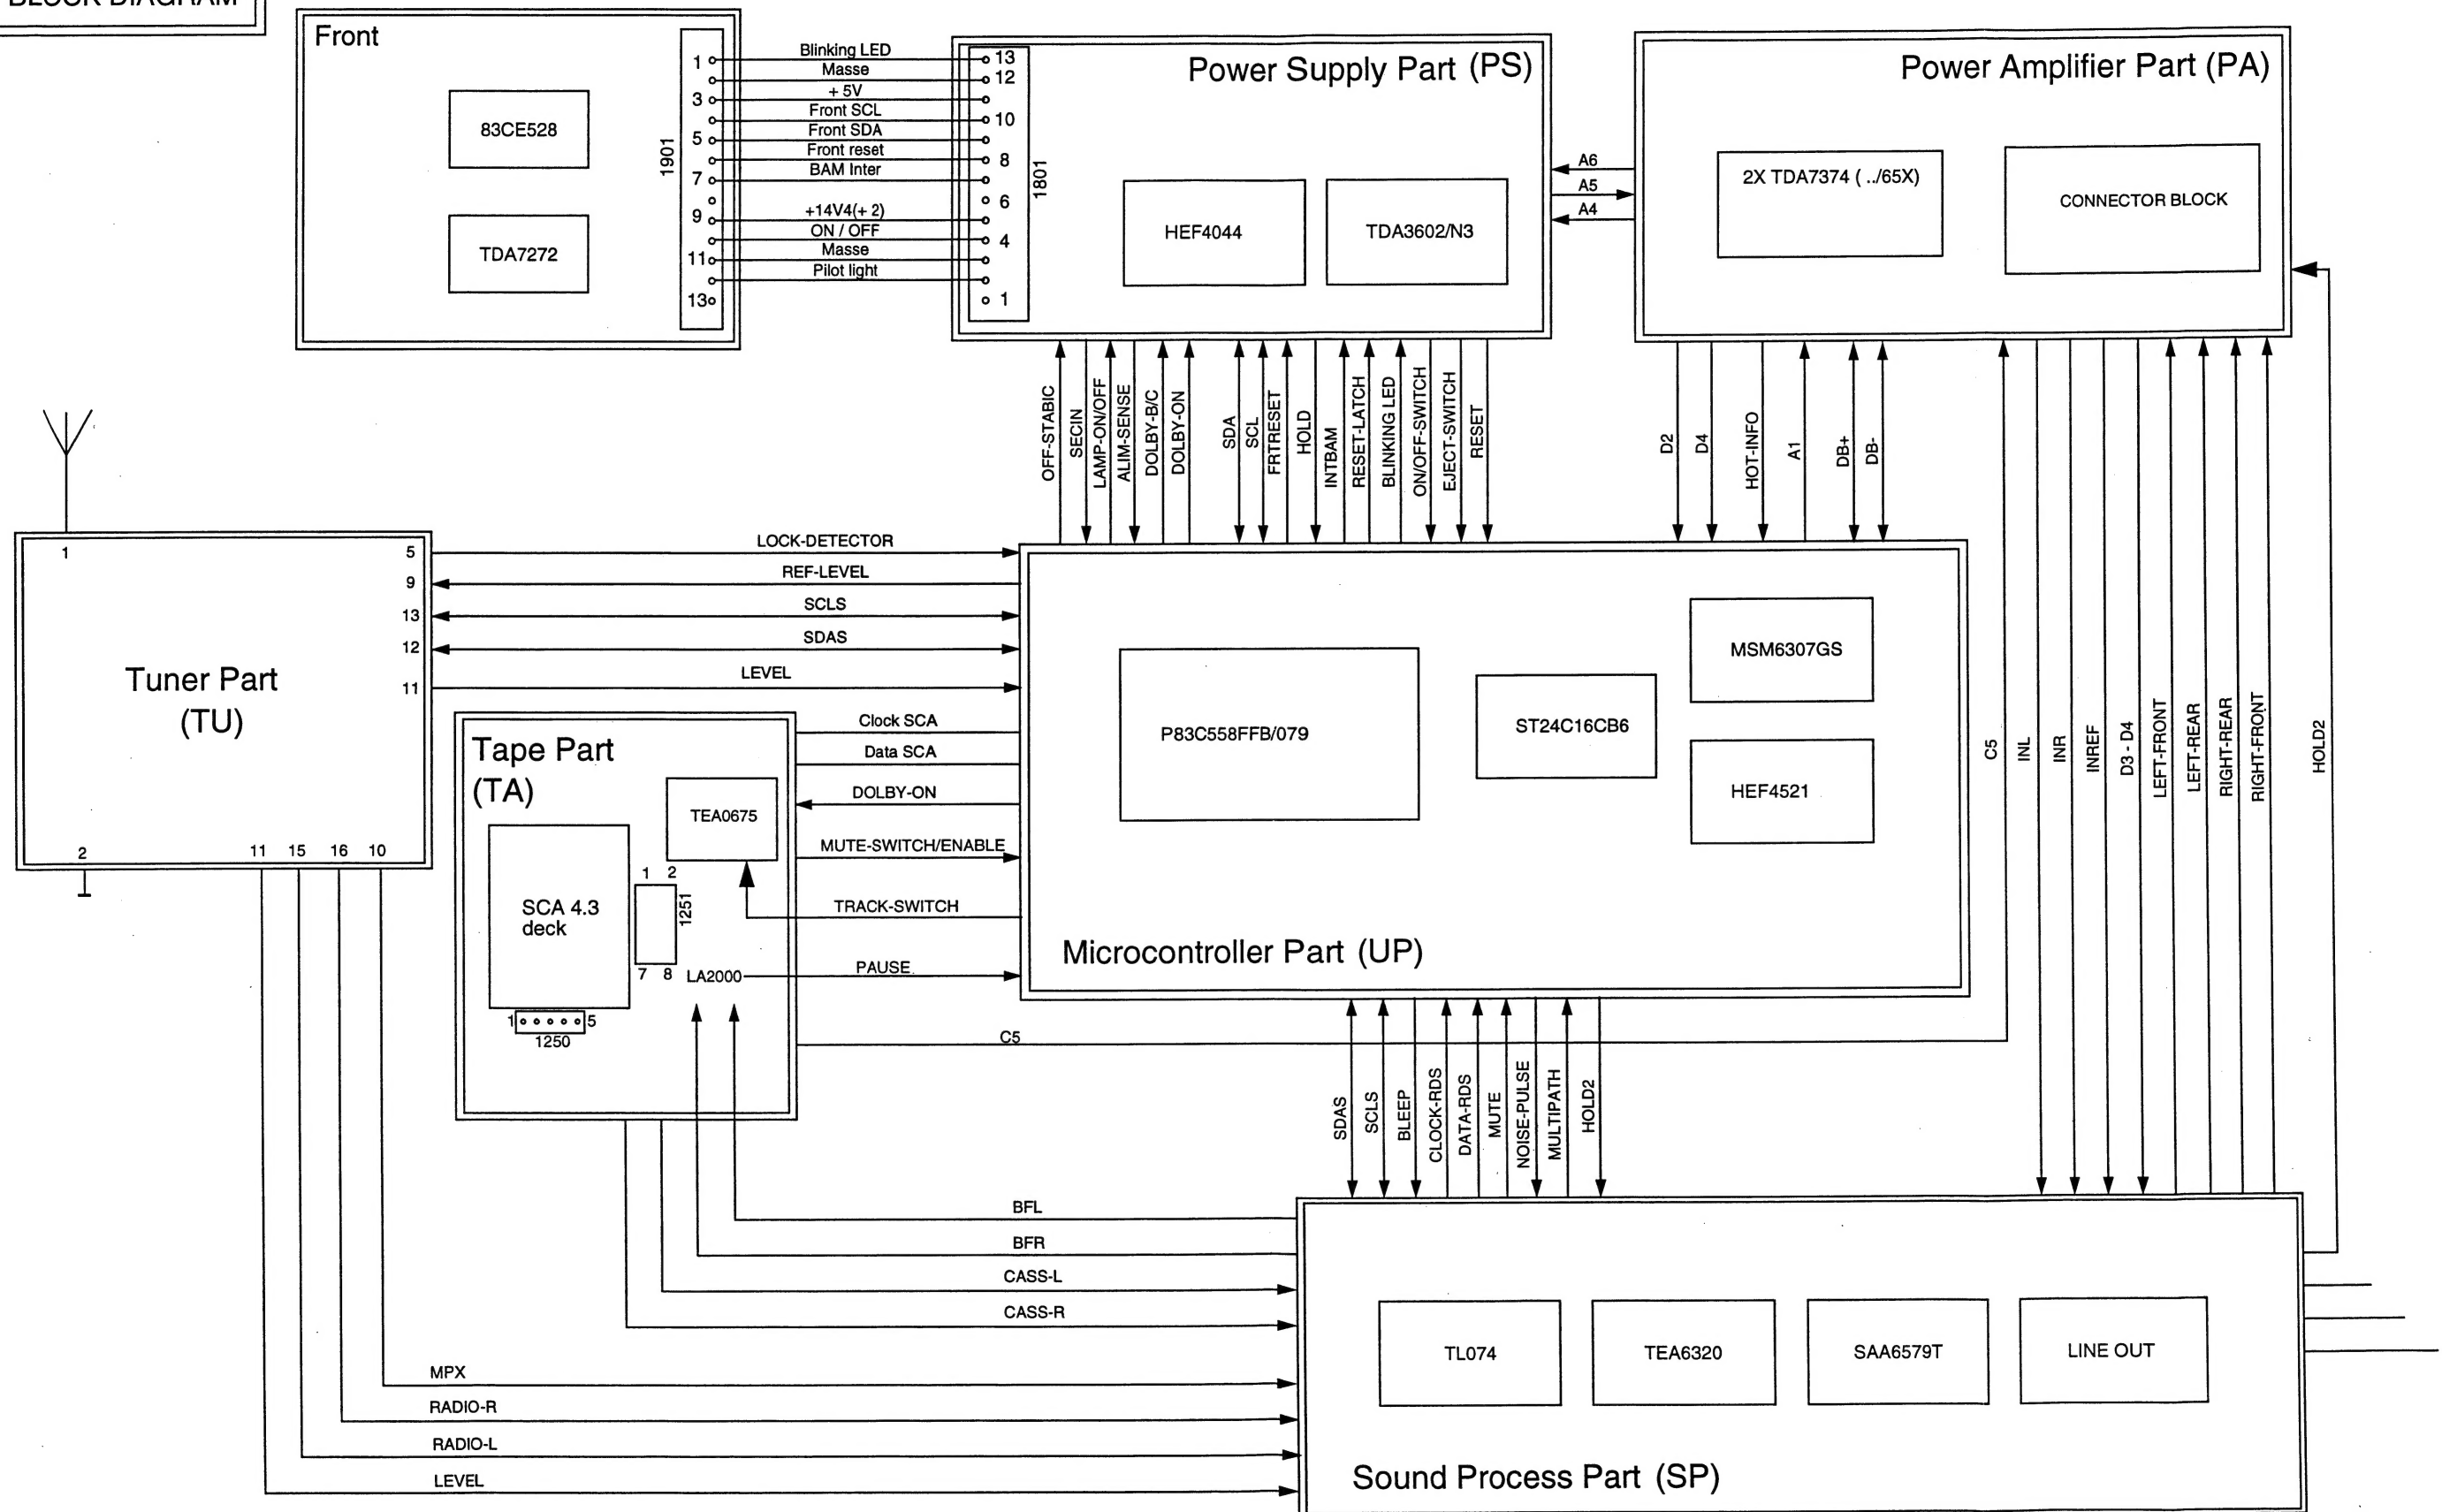 BLOCK DIAGRAM
Front
83CE528
TDA7272
1901
1
3
5
7
9
11
13
Blinking LED
Masse
+ 5V
Front SCL
Front SDA
Front reset
BAM Inter
+14V4(+ 2)
ON / OFF
Masse
Pilot light
13
12
10
8
6
4
1
1801
Power Supply Part (PS)
HEF4044
TDA3602/N3
A6
A5
A4
Power Amplifier Part (PA)
2X TDA7374 ( ../65X)
CONNECTOR BLOCK
OFF-STABIC
SECIN
LAMP-ON/OFF
ALIM-SENSE
DOLBY-B/C
DOLBY-ON
SDA
SCL
FRTRESET
HOLD
INTBAM
RESET-LATCH
BLINKING LED
ON/OFF-SWITCH
EJECT-SWITCH
RESET
D2
D4
HOT-INFO
A1
DB+
DB-
1
5
9
13
12
11
Tuner Part
(TU)
2
11
15
16
10
LOCK-DETECTOR
REF-LEVEL
SCLS
SDAS
LEVEL
Clock SCA
Data SCA
DOLBY-ON
MUTE-SWITCH/ENABLE
TRACK-SWITCH
PAUSE
Tape Part
(TA)
TEA0675
SCA 4.3
deck
1 2
1251
7 8
LA2000
1 5
1250
P83C558FFB/079
ST24C16CB6
MSM6307GS
HEF4521
Microcontroller Part (UP)
C5
INL
INR
INREF
D3 - D4
LEFT-FRONT
LEFT-REAR
RIGHT-REAR
RIGHT-FRONT
HOLD2
C5
SDAS
SCLS
BLEEP
CLOCK-RDS
DATA-RDS
MUTE
NOISE-PULSE
MULTIPATH
HOLD2
BFL
BFR
CASS-L
CASS-R
MPX
RADIO-R
RADIO-L
LEVEL
TL074
TEA6320
SAA6579T
LINE OUT
Sound Process Part (SP)